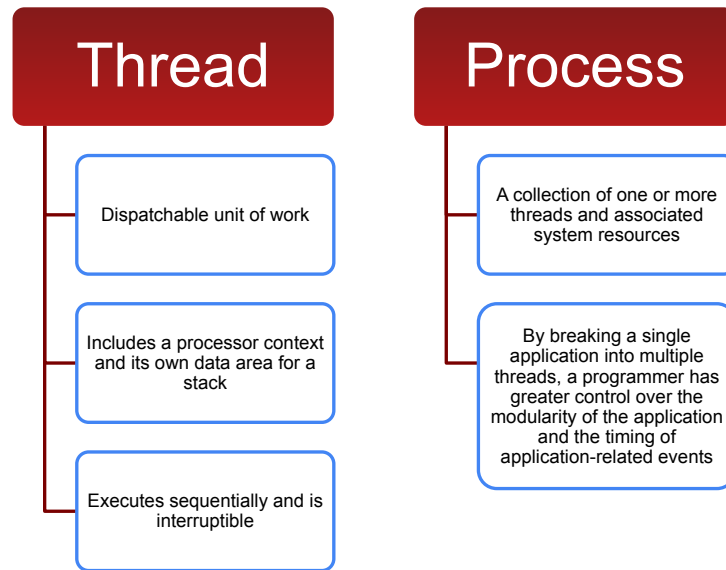 Thread
Dispatchable unit of work
Includes a processor context
and its own data area for a
stack
Executes sequentially and is
interruptible
Process
A collection of one or more
threads and associated
system resources
By breaking a single
application into multiple
threads, a programmer has
greater control over the
modularity of the application
and the timing of
application-related events